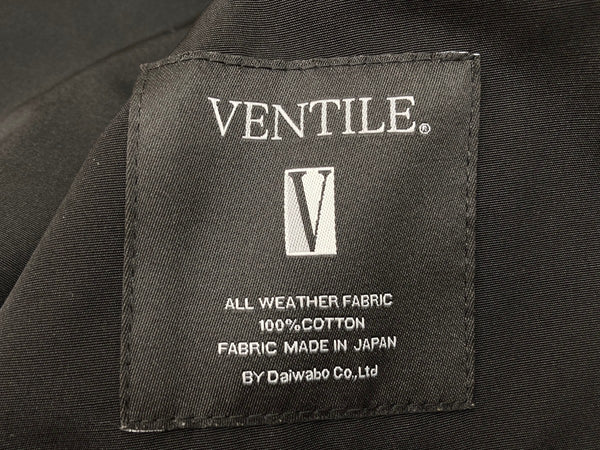 VENTILE®
V
ALL WEATHER FABRIC
100%COTTON
FABRIC MADE IN JAPAN
BY Daiwabo Co.,Ltd